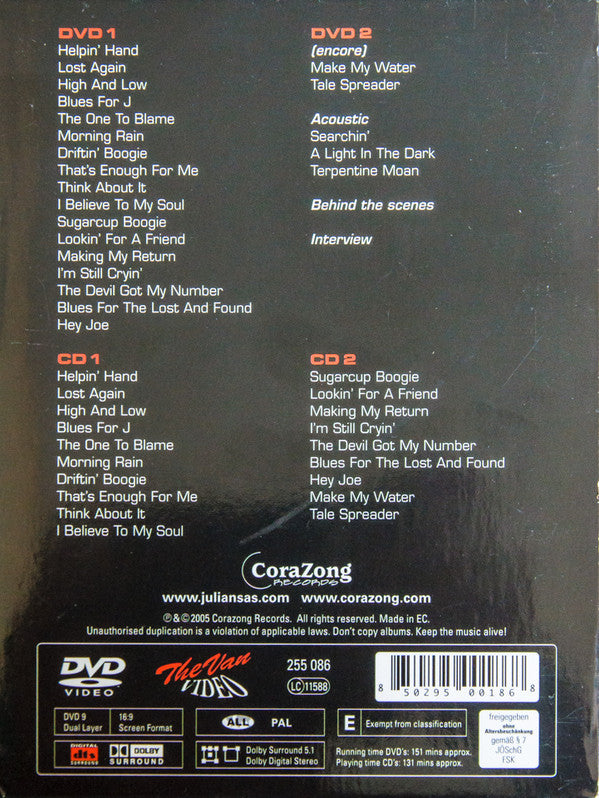 DVD 1
Helpin' Hand
Lost Again
High And Low
Blues For J
The One To Blame
Morning Rain
Driftin' Boogie
That's Enough For Me
Think About It
I Believe To My Soul
Sugarcup Boogie
Lookin' For A Friend
Making My Return
I'm Still Cryin'
The Devil Got My Number
Blues For The Lost And Found
Hey Joe
DVD 2
(encore)
Make My Water
Tale Spreader
Acoustic
Searchin'
A Light In The Dark
Terpentine Moan
Behind the scenes
Interview
CD 1
Helpin' Hand
Lost Again
High And Low
Blues For J
The One To Blame
Morning Rain
Driftin' Boogie
That's Enough For Me
Think About It
I Believe To My Soul
CD 2
Sugarcup Boogie
Lookin' For A Friend
Making My Return
I'm Still Cryin'
The Devil Got My Number
Blues For The Lost And Found
Hey Joe
Make My Water
Tale Spreader
CoraZong
RECORDS
www.juliansas.com www.corazong.com
℗&©2005 Corazong Records. All rights reserved. Made in EC.
Unauthorised duplication is a violation of applicable laws. Don't copy albums. Keep the music alive!
DVD
VIDEO
The Van
VIDEO
255 086
LC 11588
8 50295 00186 8
DVD 9
Dual Layer
16:9
Screen Format
ALL PAL
E Exempt from classification
freigegeben
ohne
Altersbeschränkung
gemäß § 7
JÖSchG
FSK
DIGITAL
dts
SURROUND
DOLBY
SURROUND
Dolby Surround 5.1
Dolby Digital Stereo
Running time DVD's: 151 mins approx.
Playing time CD's: 131 mins approx.